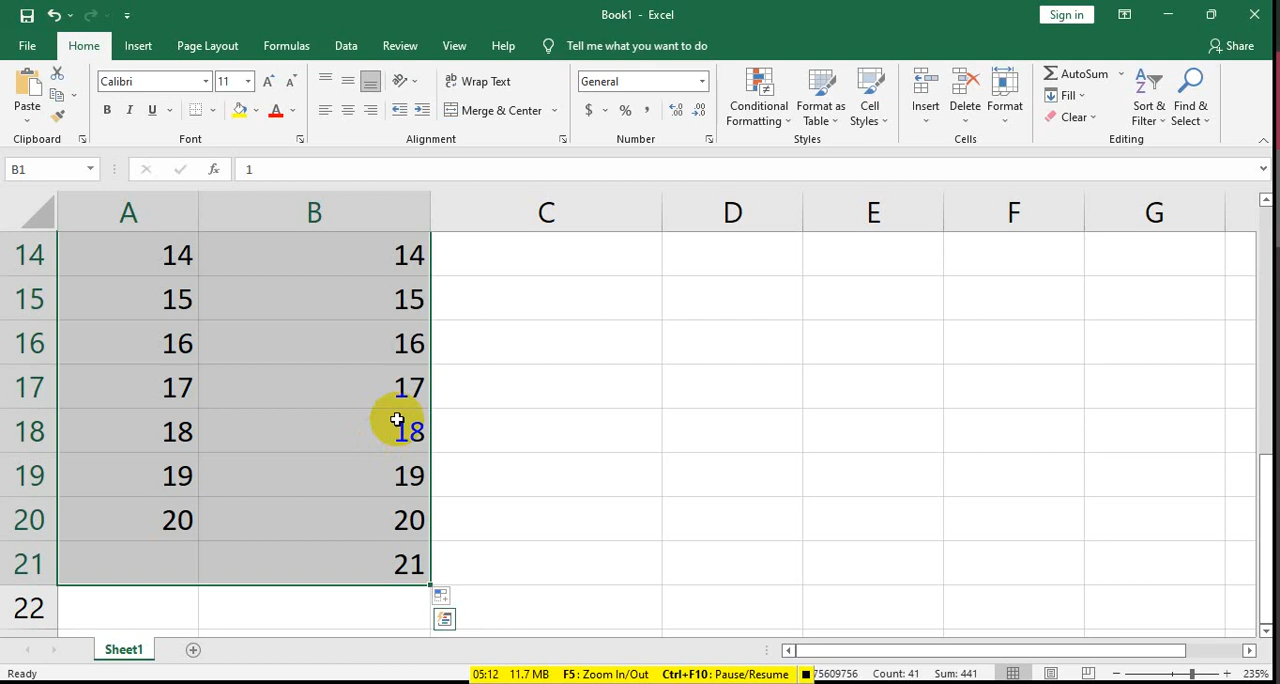 Book1 - Excel
Sign in
File Home Insert Page Layout Formulas Data Review View Help Tell me what you want to do Share
Paste
Clipboard
Calibri 11
B I U A
Font
Wrap Text
Merge & Center
Alignment
General
$ % ,
Number
Conditional Formatting
Format as Table
Cell Styles
Styles
Insert Delete Format
Cells
AutoSum
Fill
Clear
Sort & Filter
Find & Select
Editing
B1 fx 1
A B C D E F G
14 14 14
15 15 15
16 16 16
17 17 17
18 18 18
19 19 19
20 20 20
21 21
22
Sheet1
Ready 05:12 11.7 MB F5: Zoom In/Out Ctrl+F10: Pause/Resume 75609756 Count: 41 Sum: 441 235%